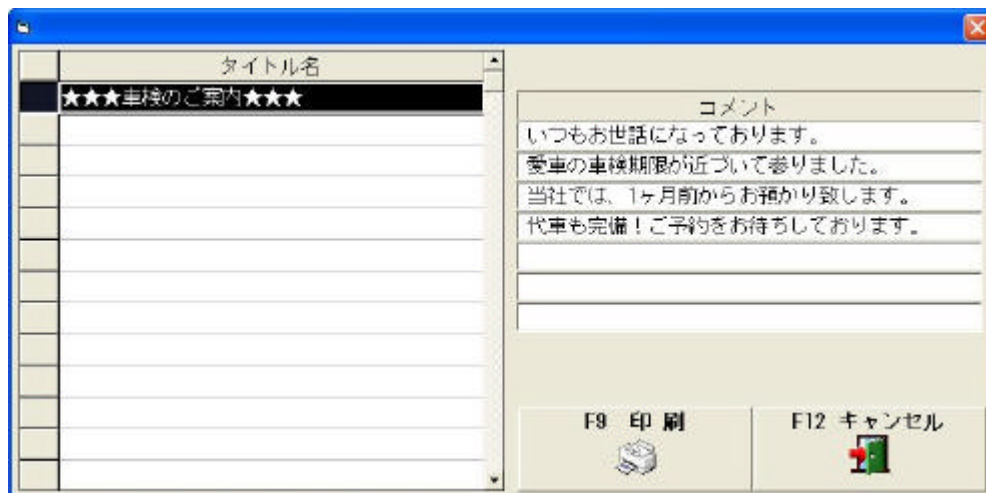 タイトル名
★★★車検のご案内★★★
コメント
いつもお世話になっております。
愛車の車検期限が近づいて参りました。
当社では、1ヶ月前からお預かり致します。
代車も完備！ご予約をお待ちしております。
F9 印刷
F12 キャンセル